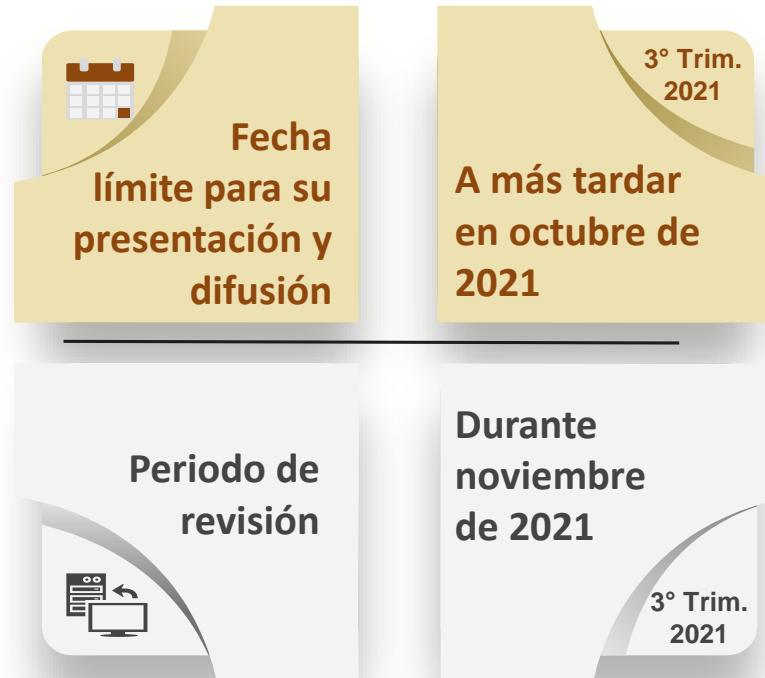 Fecha
límite para su
presentación y
difusión
3° Trim.
2021
A más tardar
en octubre de
2021
Periodo de
revisión
Durante
noviembre
de 2021
3° Trim.
2021